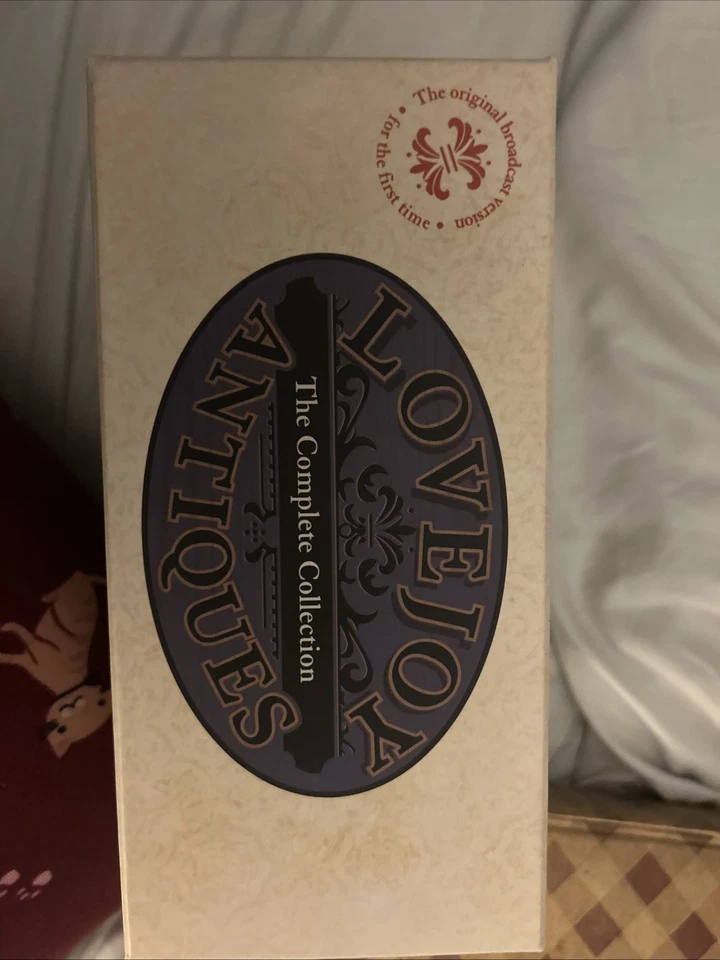 LOVEJOY
The Complete Collection
ANTIQUES
The original broadcast version • for the first time •